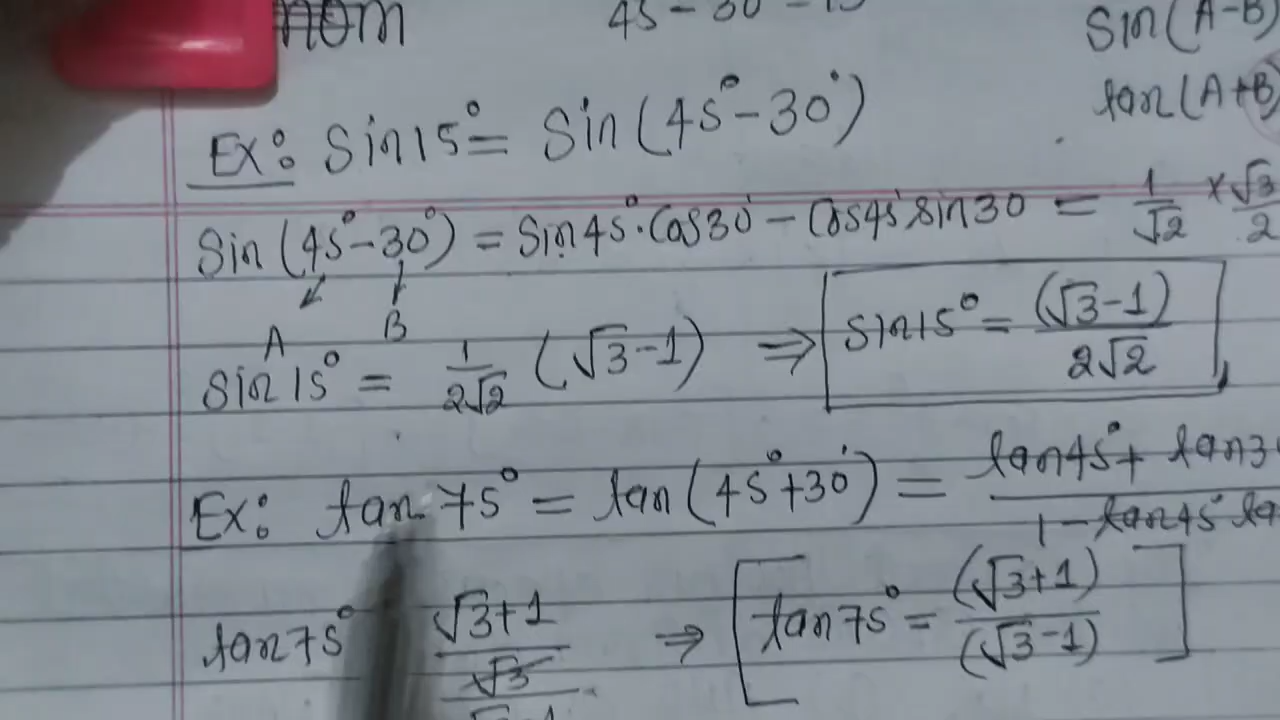 nom 45 - 30 - 15 Sin(A-B)
tan(A+B)
Ex: Sin15° = Sin(45°-30°)
Sin(45°-30°) = Sin45°.Cos30° - Cos45° sin30 = 1/√2 × √3/2
A B
sin15° = 1/2√2 (√3-1) ⇒ sin15° = (√3-1)/2√2
Ex: tan75° = tan(45°+30°) = tan45° + tan30/1 - tan45° ta
tan75° √3+1/√3 ⇒ [tan75° = (√3+1)/(√3-1)]